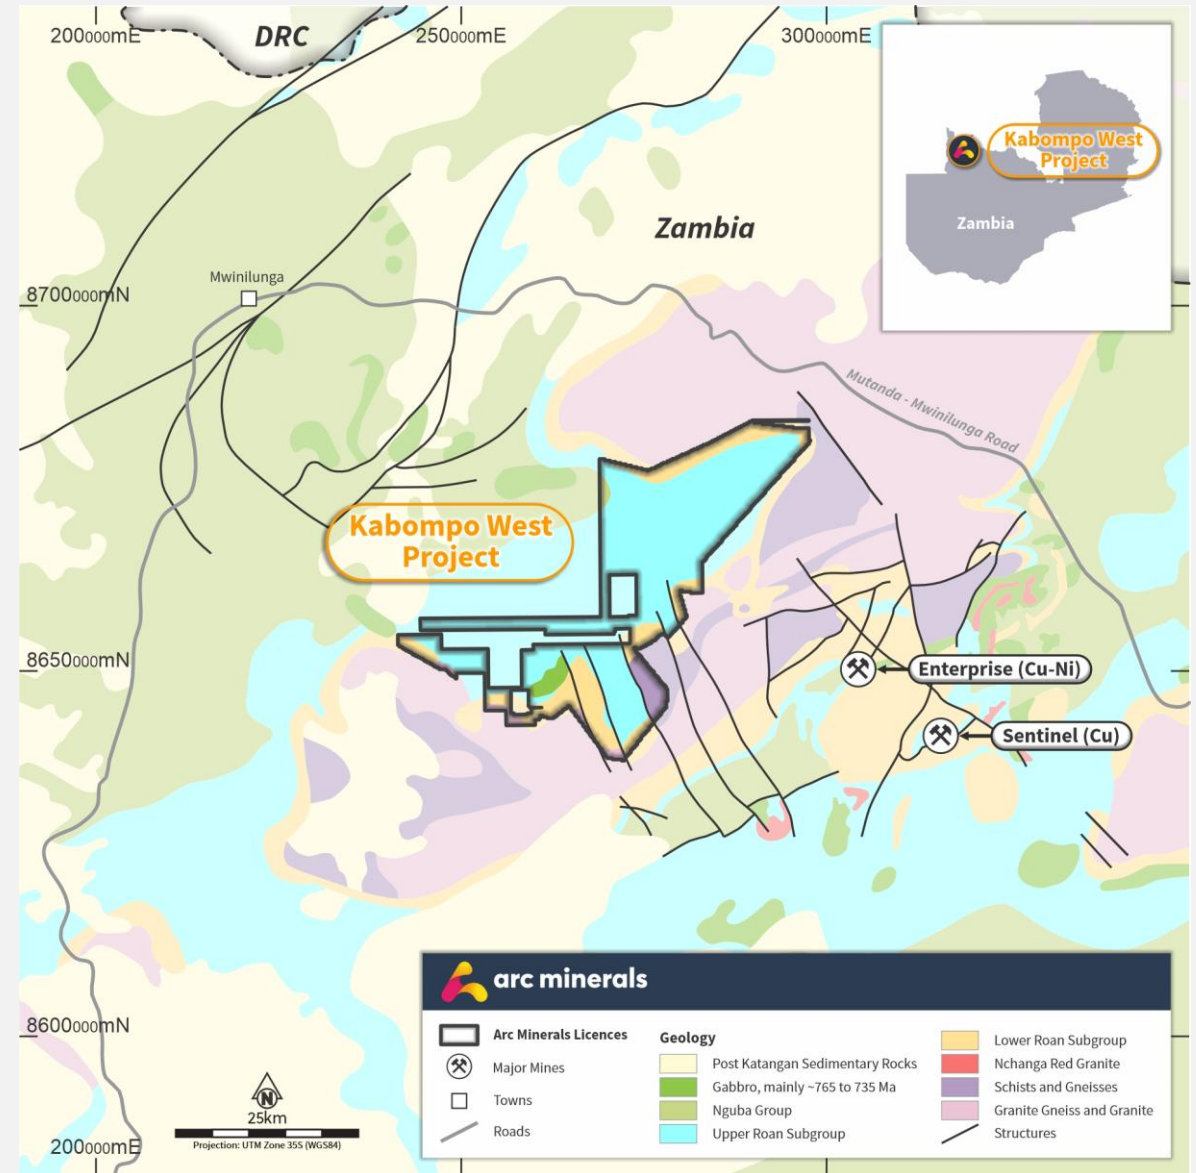 200000mE
DRC
250000mE
300000mE
Kabompo West
Project
Zambia
Zambia
Mwinilunga
8700000mN
Mutanda - Mwinilunga Road
Kabompo West
Project
8650000mN
Enterprise (Cu-Ni)
Sentinel (Cu)
8600000mN
N
25km
Projection: UTM Zone 35S (WGS84)
200000mE
arc minerals
Arc Minerals Licences
Major Mines
Towns
Roads
Geology
Post Katangan Sedimentary Rocks
Gabbro, mainly ~765 to 735 Ma
Nguba Group
Upper Roan Subgroup
Lower Roan Subgroup
Nchanga Red Granite
Schists and Gneisses
Granite Gneiss and Granite
Structures